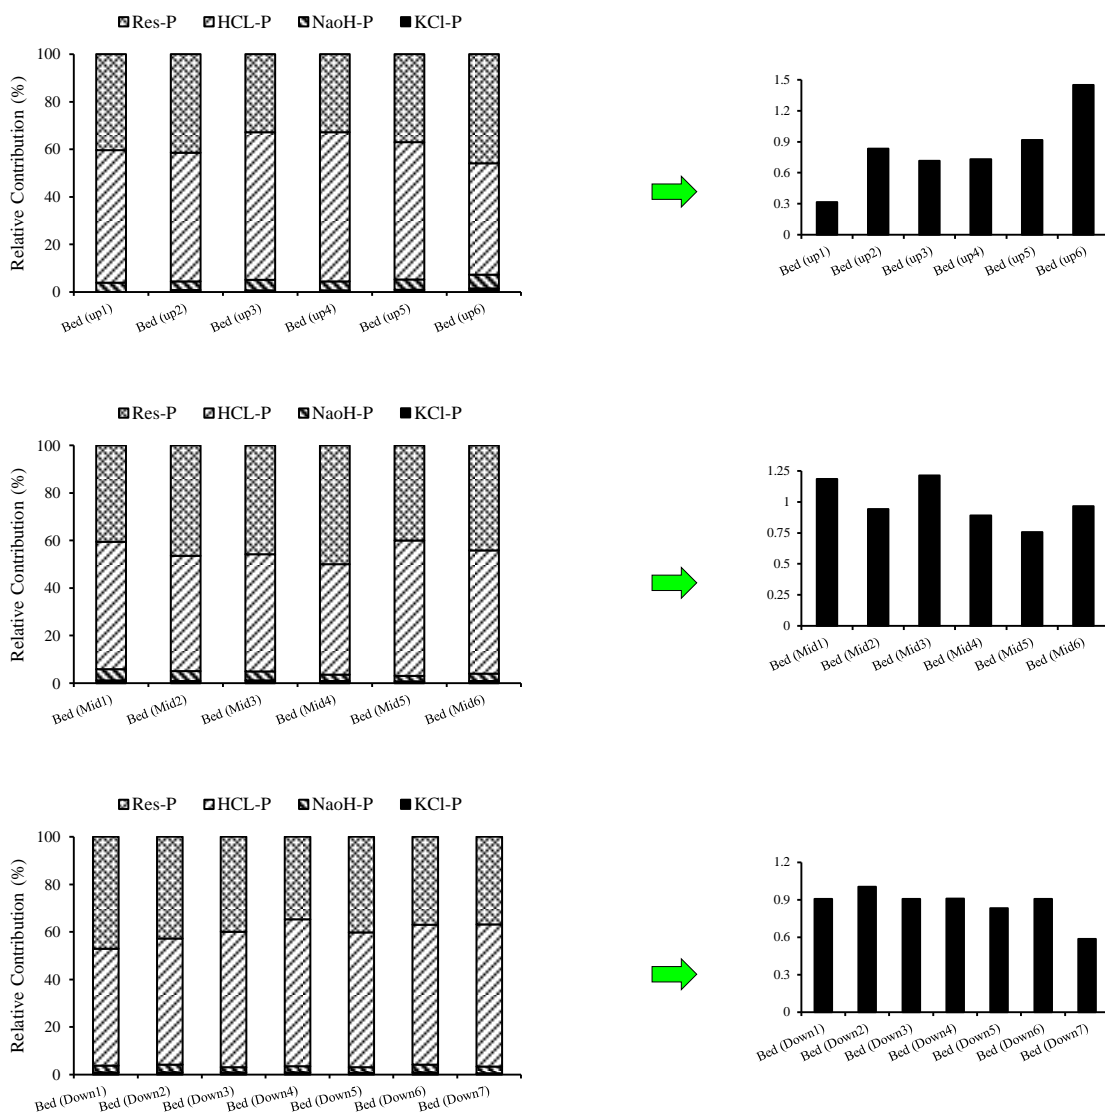 Res-P HCL-P NaoH-P KCl-P
Relative Contribution (%)
100
80
60
40
20
0
Bed (up1) Bed (up2) Bed (up3) Bed (up4) Bed (up5) Bed (up6)
1.5
1.2
0.9
0.6
0.3
0
Bed (up1) Bed (up2) Bed (up3) Bed (up4) Bed (up5) Bed (up6)
Res-P HCL-P NaoH-P KCl-P
Relative Contribution (%)
100
80
60
40
20
0
Bed (Mid1) Bed (Mid2) Bed (Mid3) Bed (Mid4) Bed (Mid5) Bed (Mid6)
1.25
1
0.75
0.5
0.25
0
Bed (Mid1) Bed (Mid2) Bed (Mid3) Bed (Mid4) Bed (Mid5) Bed (Mid6)
Res-P HCL-P NaoH-P KCl-P
Relative Contribution (%)
100
80
60
40
20
0
Bed (Down1) Bed (Down2) Bed (Down3) Bed (Down4) Bed (Down5) Bed (Down6) Bed (Down7)
1.2
0.9
0.6
0.3
0
Bed (Down1) Bed (Down2) Bed (Down3) Bed (Down4) Bed (Down5) Bed (Down6) Bed (Down7)